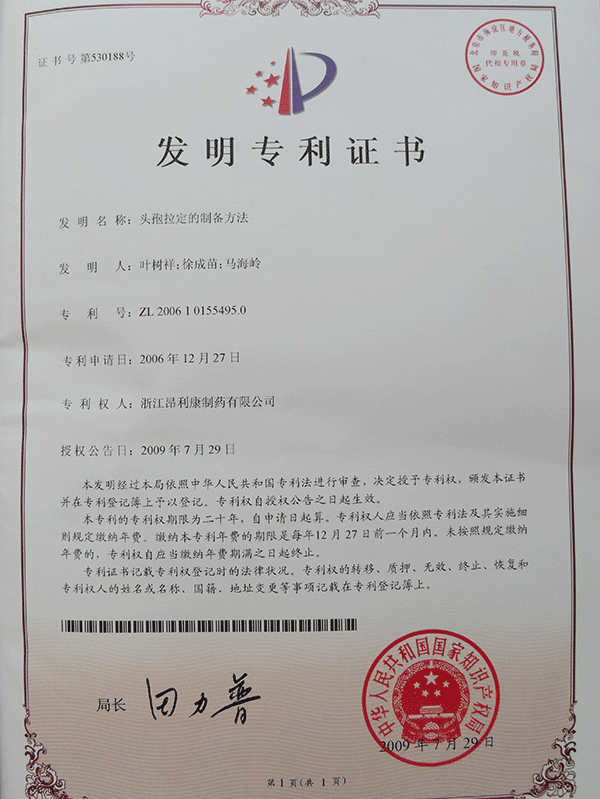 证书号第530188号
印花税
代扣专用章
国家知识产权局
发明专利证书
发明名称：头孢拉定的制备方法
发明人：叶树祥;徐成苗;马海岭
专利号：ZL 2006 1 0155495.0
专利申请日：2006年12月27日
专利权人：浙江昂利康制药有限公司
授权公告日：2009年7月29日
本发明经过本局依照中华人民共和国专利法进行审查，决定授予专利权，颁发本证书
并在专利登记簿上予以登记。专利权自授权公告之日起生效。
本专利的专利权期限为二十年，自申请日起算。专利权人应当依照专利法及其实施细
则规定缴纳年费。缴纳本专利年费的期限是每年12月27日前一个月内。未按照规定缴纳
年费的，专利权自应当缴纳年费期满之日起终止。
专利证书记载专利权登记时的法律状况。专利权的转移、质押、无效、终止、恢复和
专利权人的姓名或名称、国籍、地址变更等事项记载在专利登记簿上。
局长
田力普
中华人民共和国国家知识产权局
2009年7月29日
第1页(共1页)